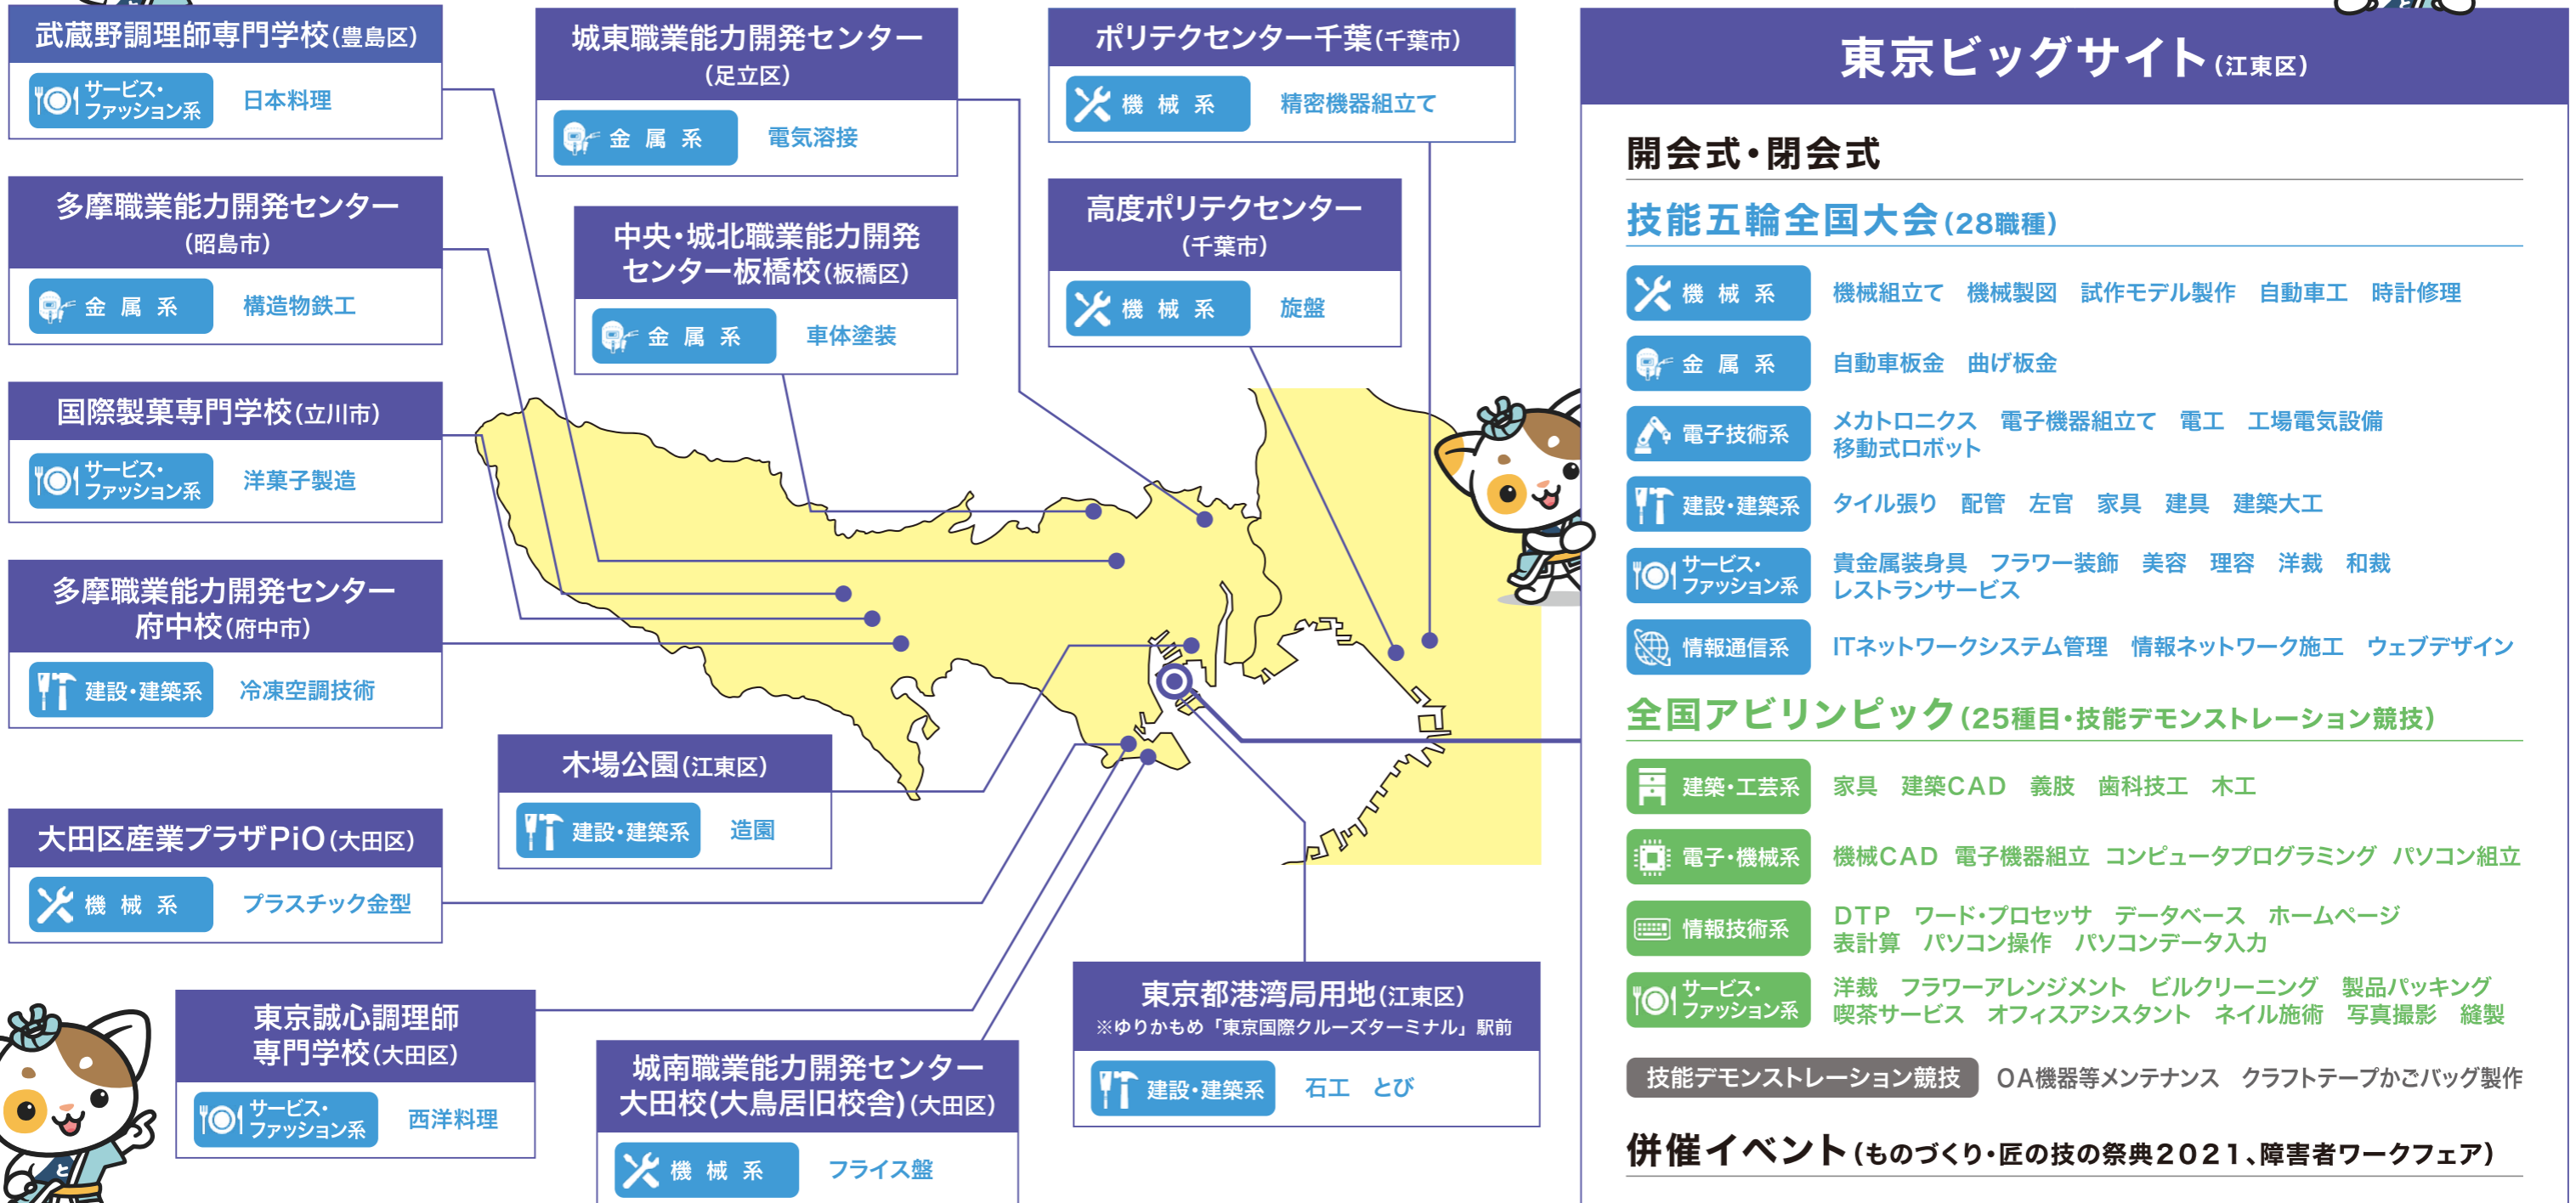 武蔵野調理師専門学校(豊島区)
サービス・
ファッション系
日本料理
多摩職業能力開発センター
(昭島市)
金属系
構造物鉄工
国際製菓専門学校(立川市)
サービス・
ファッション系
洋菓子製造
多摩職業能力開発センター
府中校(府中市)
建設・建築系
冷凍空調技術
大田区産業プラザPiO(大田区)
機械系
プラスチック金型
東京誠心調理師
専門学校(大田区)
サービス・
ファッション系
西洋料理
城東職業能力開発センター
(足立区)
金属系
電気溶接
中央・城北職業能力開発
センター板橋校(板橋区)
金属系
車体塗装
木場公園(江東区)
建設・建築系
造園
城南職業能力開発センター
大田校(大鳥居旧校舎)(大田区)
機械系
フライス盤
ポリテクセンター千葉(千葉市)
機械系
精密機器組立て
高度ポリテクセンター
(千葉市)
機械系
旋盤
東京都港湾局用地(江東区)
※ゆりかもめ「東京国際クルーズターミナル」駅前
建設・建築系
石工 とび
東京ビッグサイト(江東区)
開会式・閉会式
技能五輪全国大会(28職種)
機械系
機械組立て 機械製図 試作モデル製作 自動車工 時計修理
金属系
自動車板金 曲げ板金
電子技術系
メカトロニクス 電子機器組立て 電工 工場電気設備
移動式ロボット
建設・建築系
タイル張り 配管 左官 家具 建具 建築大工
サービス・
ファッション系
貴金属装身具 フラワー装飾 美容 理容 洋裁 和裁
レストランサービス
情報通信系
ITネットワークシステム管理 情報ネットワーク施工 ウェブデザイン
全国アビリンピック(25種目・技能デモンストレーション競技)
建築・工芸系
家具 建築CAD 義肢 歯科技工 木工
電子・機械系
機械CAD 電子機器組立 コンピュータプログラミング パソコン組立
情報技術系
DTP ワード・プロセッサ データベース ホームページ
表計算 パソコン操作 パソコンデータ入力
サービス・
ファッション系
洋裁 フラワーアレンジメント ビルクリーニング 製品パッキング
喫茶サービス オフィスアシスタント ネイル施術 写真撮影 縫製
技能デモンストレーション競技
OA機器等メンテナンス クラフトテープかごバッグ製作
併催イベント(ものづくり・匠の技の祭典2021、障害者ワークフェア)
と